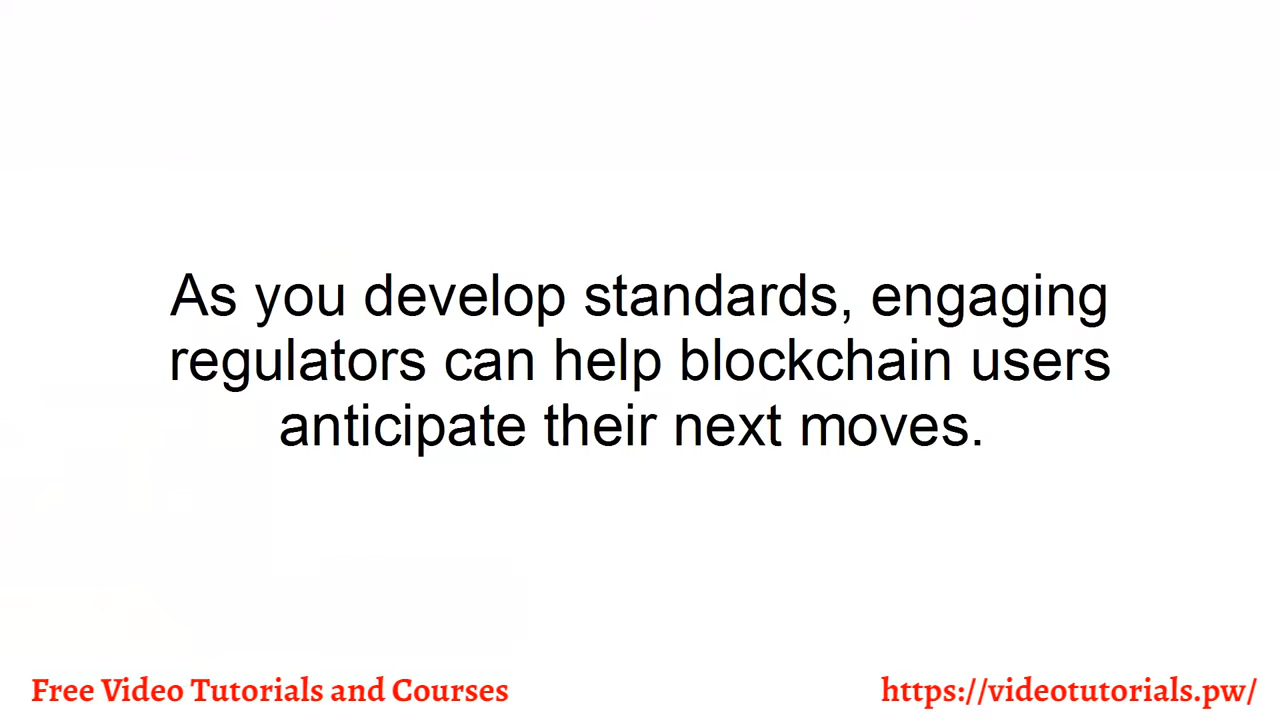 As you develop standards, engaging
regulators can help blockchain users
anticipate their next moves.
Free Video Tutorials and Courses
https://videotutorials.pw/